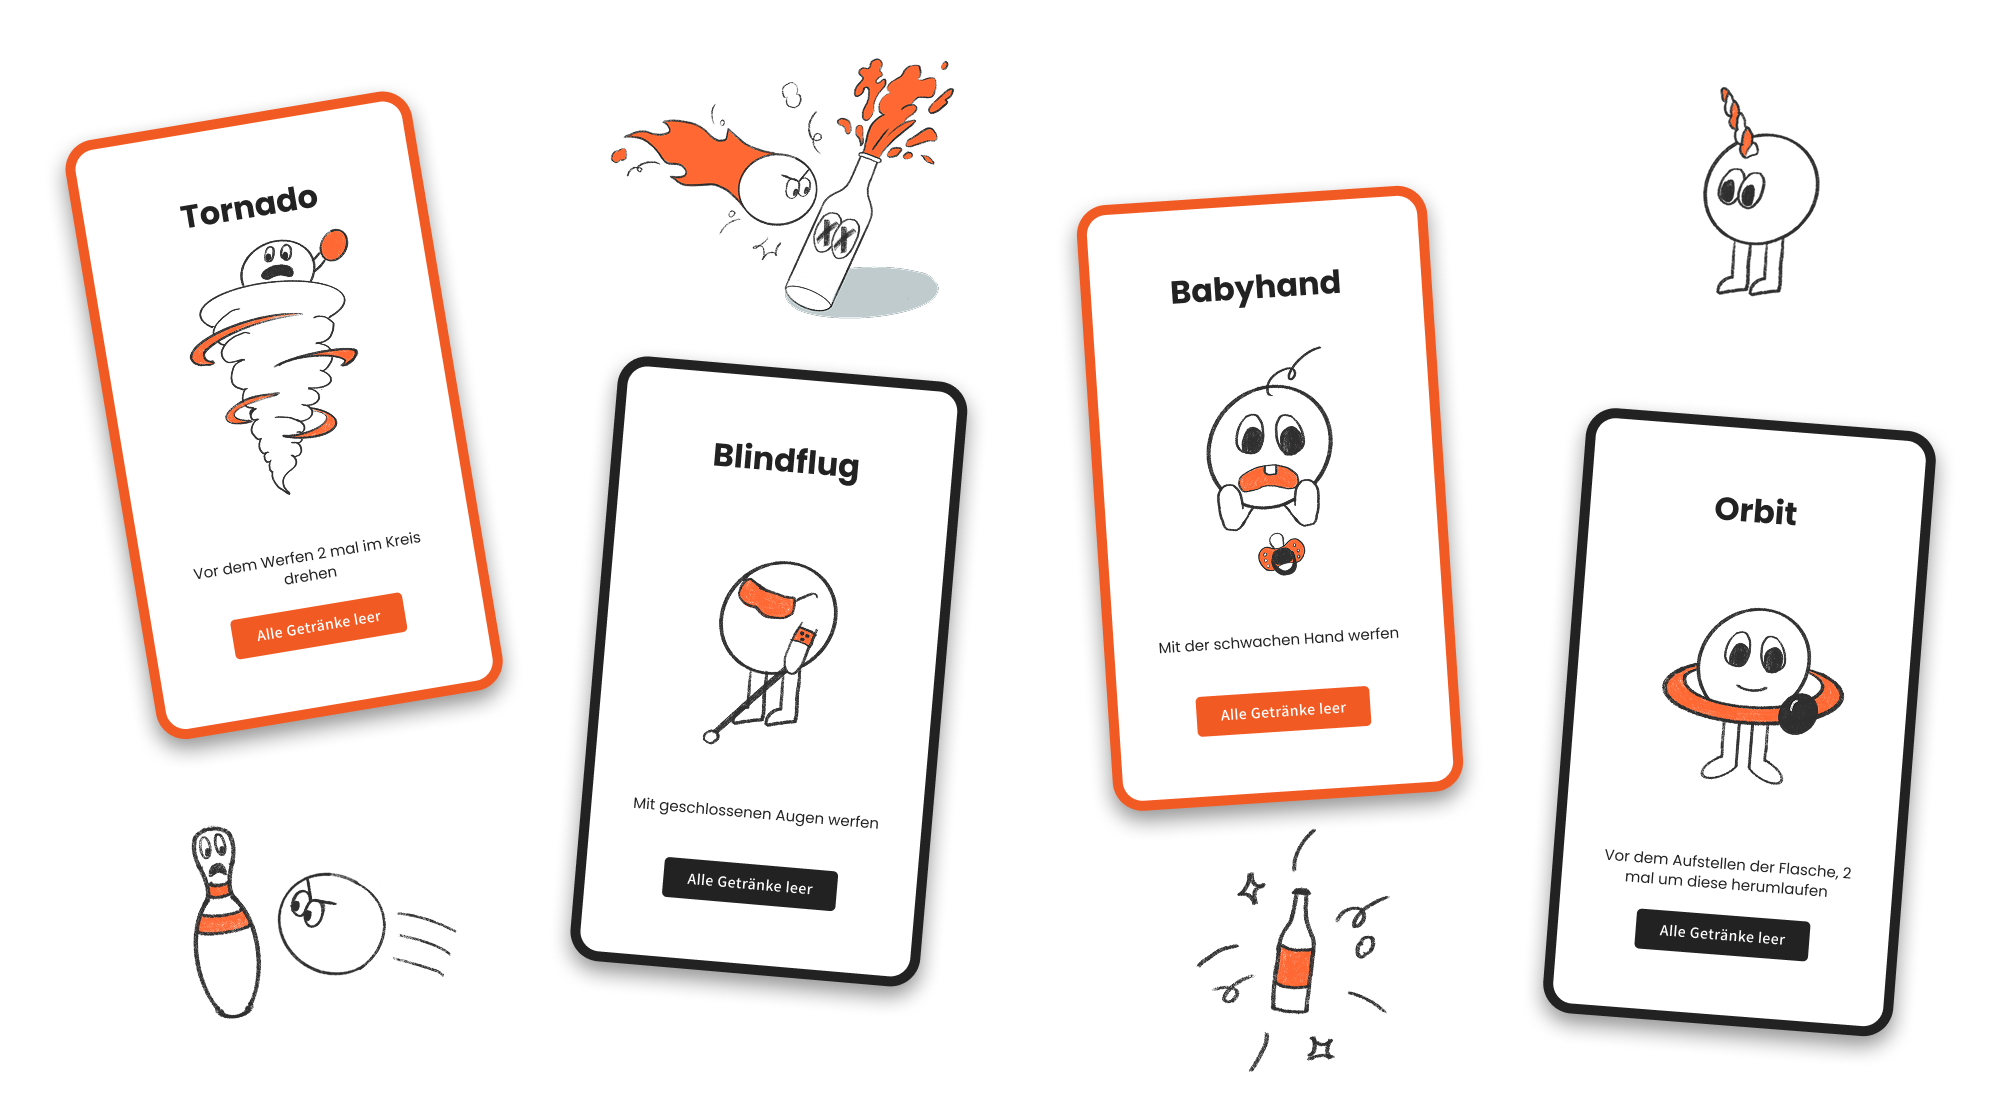 Tornado
Vor dem Werfen 2 mal im Kreis
drehen
Alle Getränke leer
Blindflug
Mit geschlossenen Augen werfen
Alle Getränke leer
Babyhand
Mit der schwachen Hand werfen
Alle Getränke leer
Orbit
Vor dem Aufstellen der Flasche, 2
mal um diese herumlaufen
Alle Getränke leer